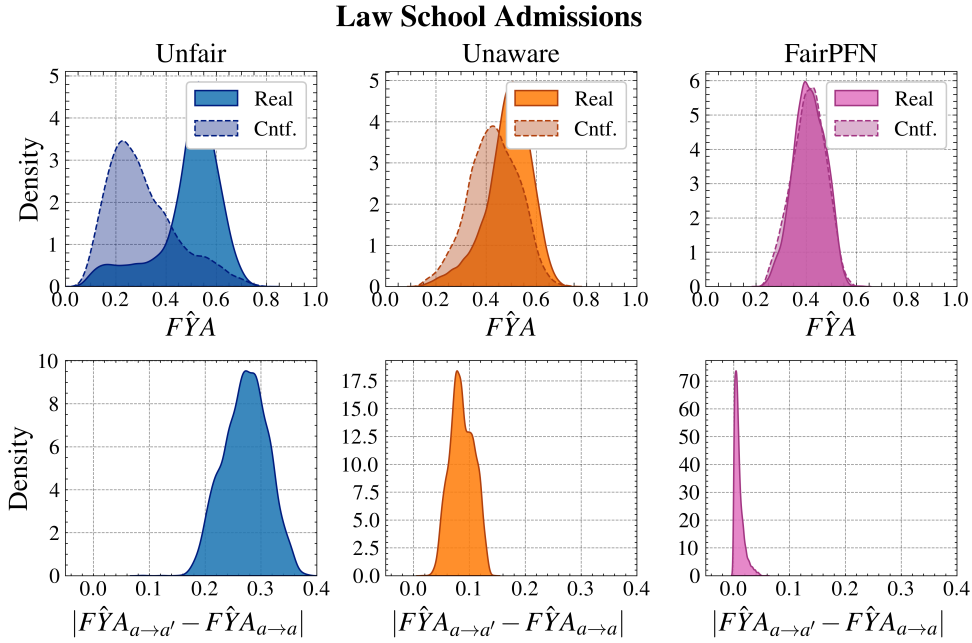 Law School Admissions
Unfair
Unaware
FairPFN
Density
5
4
3
2
1
0
Real
Cntf.
0.0 0.2 0.4 0.6 0.8 1.0
FŶA
5
4
3
2
1
0
Real
Cntf.
0.0 0.2 0.4 0.6 0.8 1.0
FŶA
6
5
4
3
2
1
0
Real
Cntf.
0.0 0.2 0.4 0.6 0.8 1.0
FŶA
Density
10
8
6
4
2
0
0.0 0.1 0.2 0.3 0.4
|FŶA_{a→a′} − FŶA_{a→a}|
17.5
15.0
12.5
10.0
7.5
5.0
2.5
0.0
0.0 0.1 0.2 0.3 0.4
|FŶA_{a→a′} − FŶA_{a→a}|
70
60
50
40
30
20
10
0
0.0 0.1 0.2 0.3 0.4
|FŶA_{a→a′} − FŶA_{a→a}|